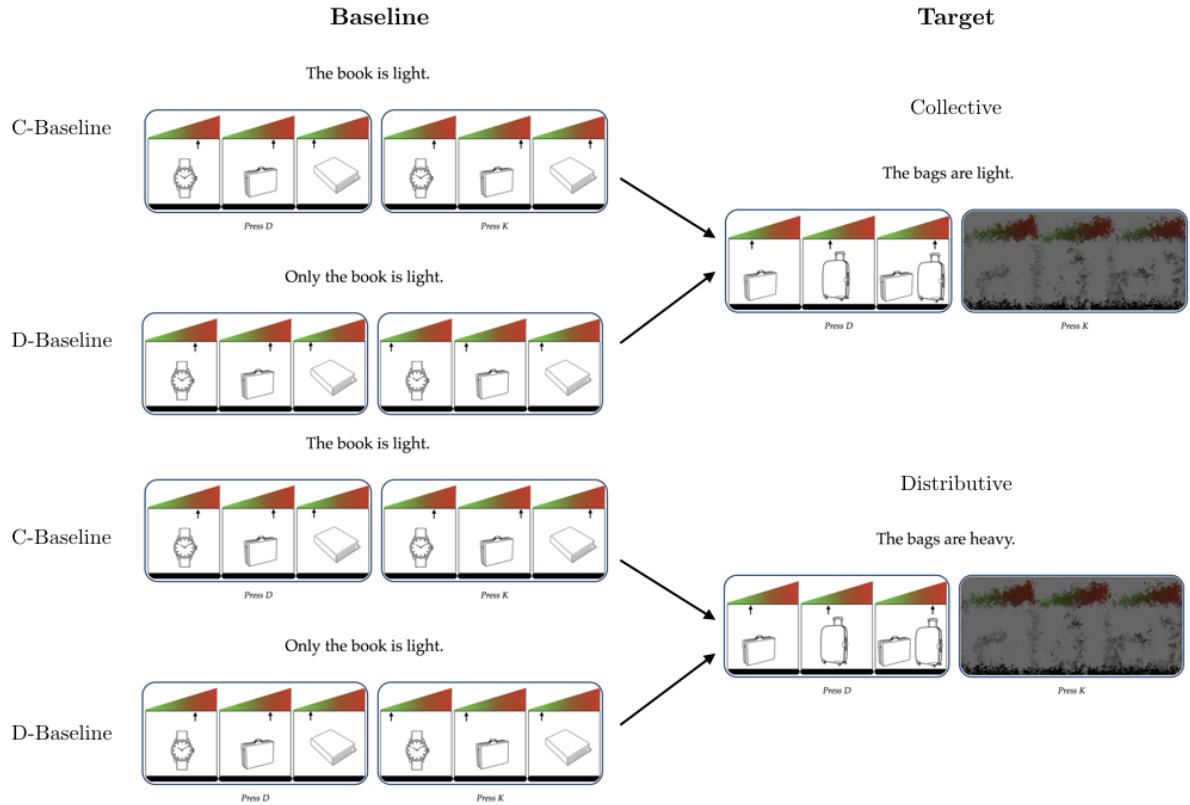 Baseline
Target
The book is light.
C-Baseline
Press D
Press K
Only the book is light.
D-Baseline
Collective
The bags are light.
Press D
Press K
The book is light.
C-Baseline
Press D
Press K
Only the book is light.
D-Baseline
Press D
Press K
Distributive
The bags are heavy.
Press D
Press K